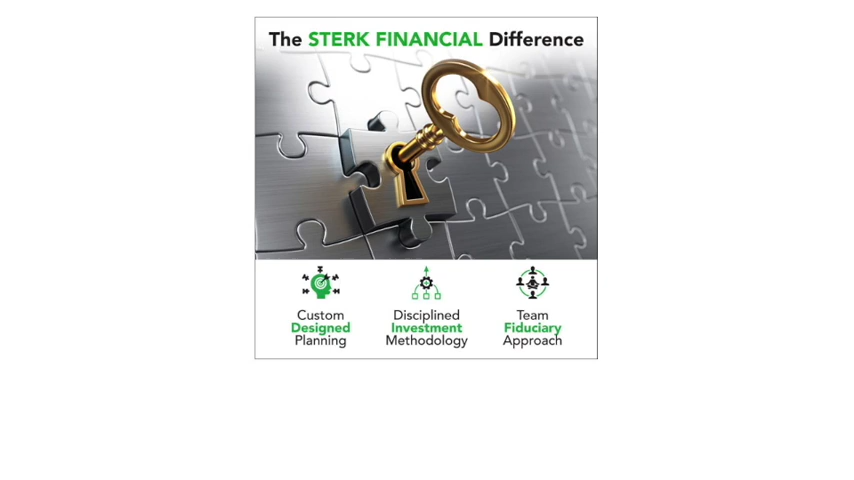 The STERK FINANCIAL Difference
Custom
Designed
Planning
Disciplined
Investment
Methodology
Team
Fiduciary
Approach